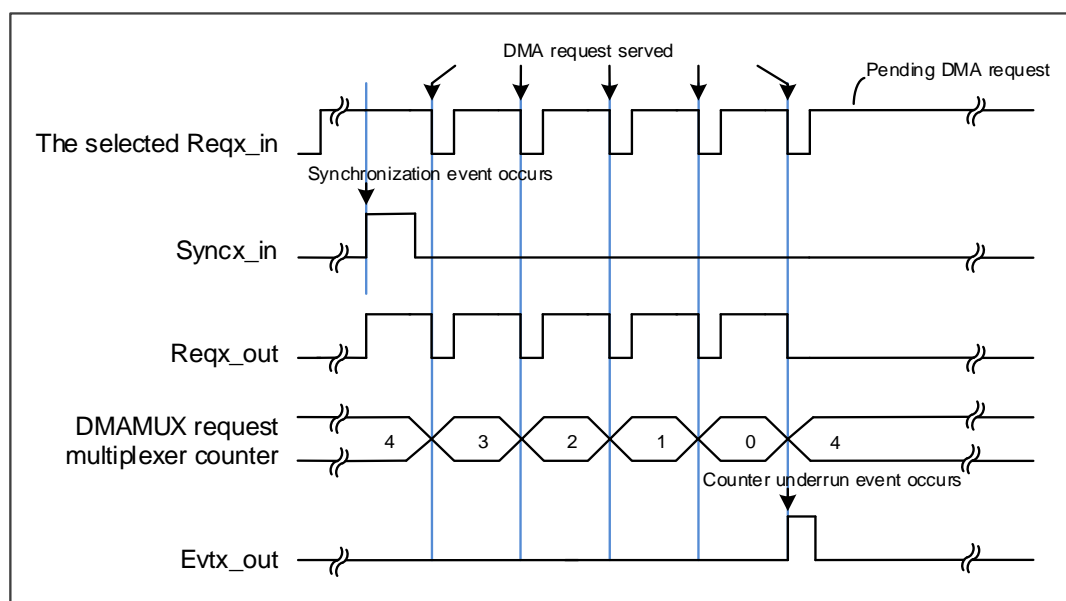 DMA request served
Pending DMA request
The selected Reqx_in
Synchronization event occurs
Syncx_in
Reqx_out
DMAMUX request
multiplexer counter
4 3 2 1 0 4
Counter underrun event occurs
Evtx_out